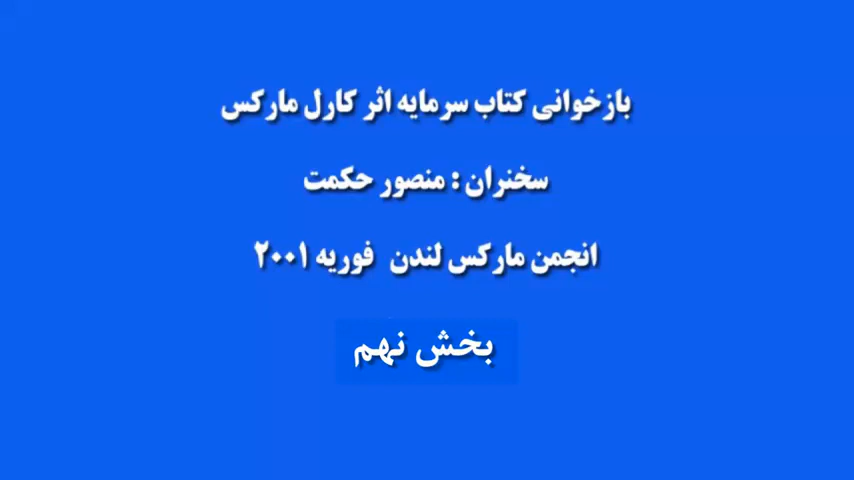 بازخوانی کتاب سرمایه اثر کارل مارکس
سخنران : منصور حکمت
انجمن مارکس لندن فوریه ۲۰۰۱
بخش نهم